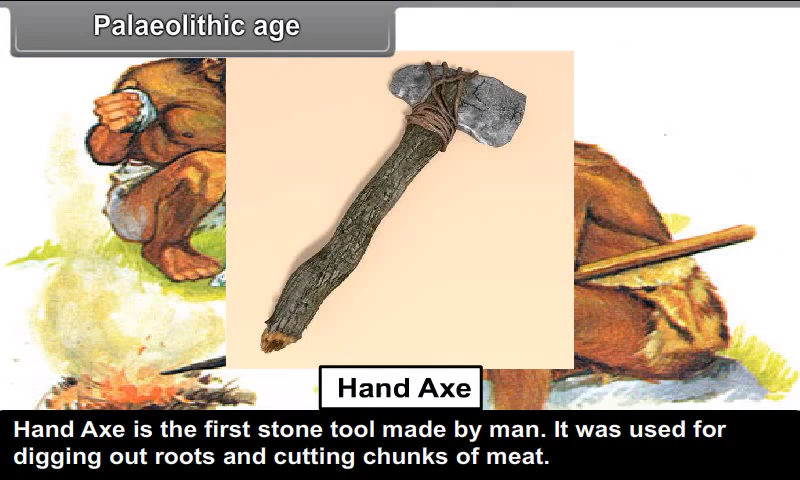 Palaeolithic age
Hand Axe
Hand Axe is the first stone tool made by man. It was used for
digging out roots and cutting chunks of meat.